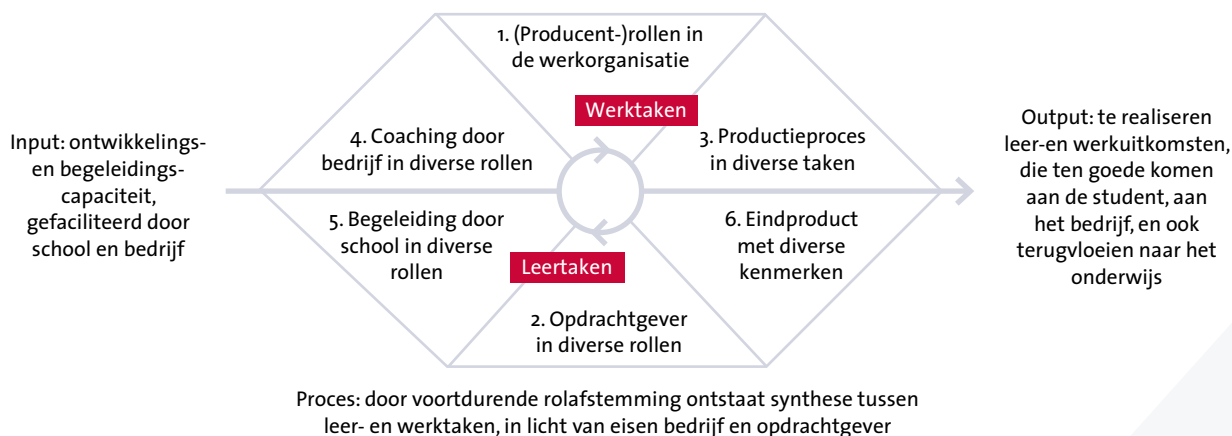 1. (Producent-)rollen in
de werkorganisatie
Werktaken
Input: ontwikkelings-
en begeleidings-
capaciteit,
gefaciliteerd door
school en bedrijf
4. Coaching door
bedrijf in diverse rollen
3. Productieproces
in diverse taken
5. Begeleiding door
school in diverse
rollen
6. Eindproduct
met diverse
kenmerken
Leertaken
2. Opdrachtgever
in diverse rollen
Output: te realiseren
leer-en werkuitkomsten,
die ten goede komen
aan de student, aan
het bedrijf, en ook
terugvloeien naar het
onderwijs
Proces: door voortdurende rolafstemming ontstaat synthese tussen
leer- en werktaken, in licht van eisen bedrijf en opdrachtgever